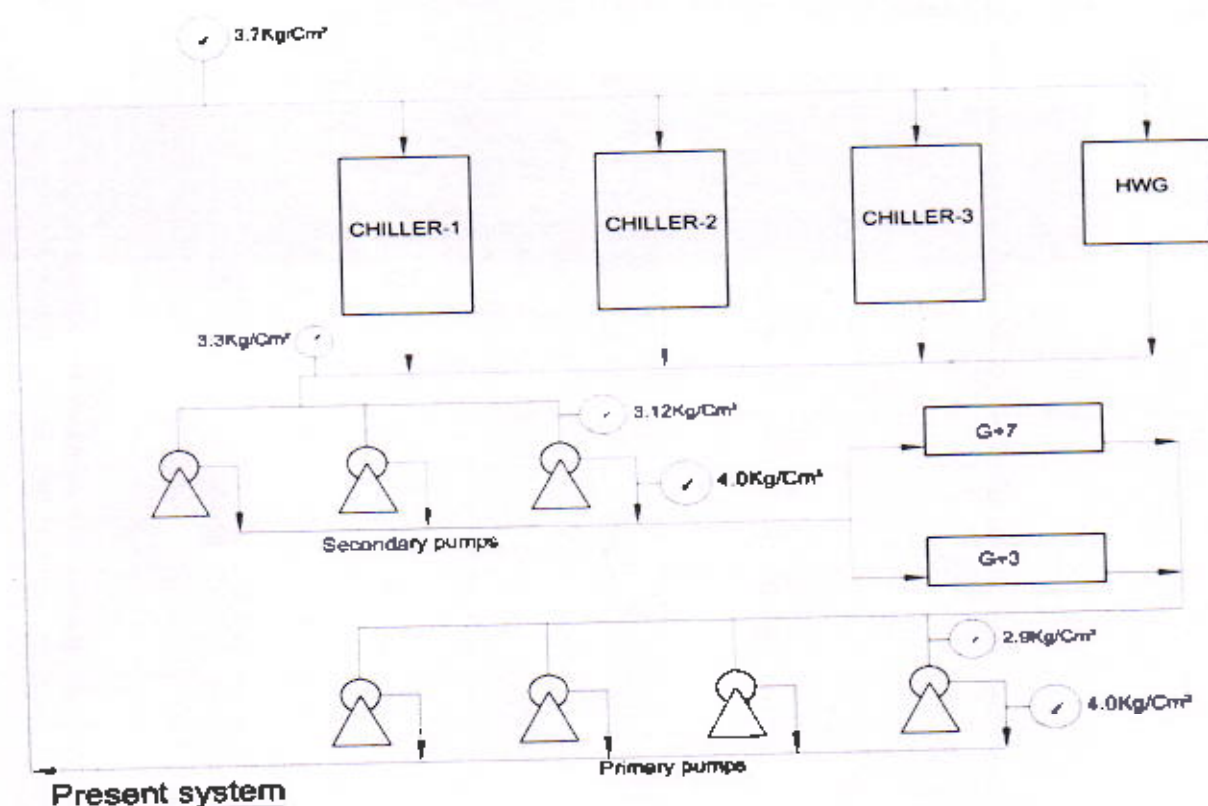 3.7Kg/Cm²
CHILLER-1
CHILLER-2
CHILLER-3
HWG
3.3Kg/Cm²
3.12Kg/Cm²
G+7
4.0Kg/Cm²
Secondary pumps
G+3
2.9Kg/Cm²
4.0Kg/Cm²
Primary pumps
Present system